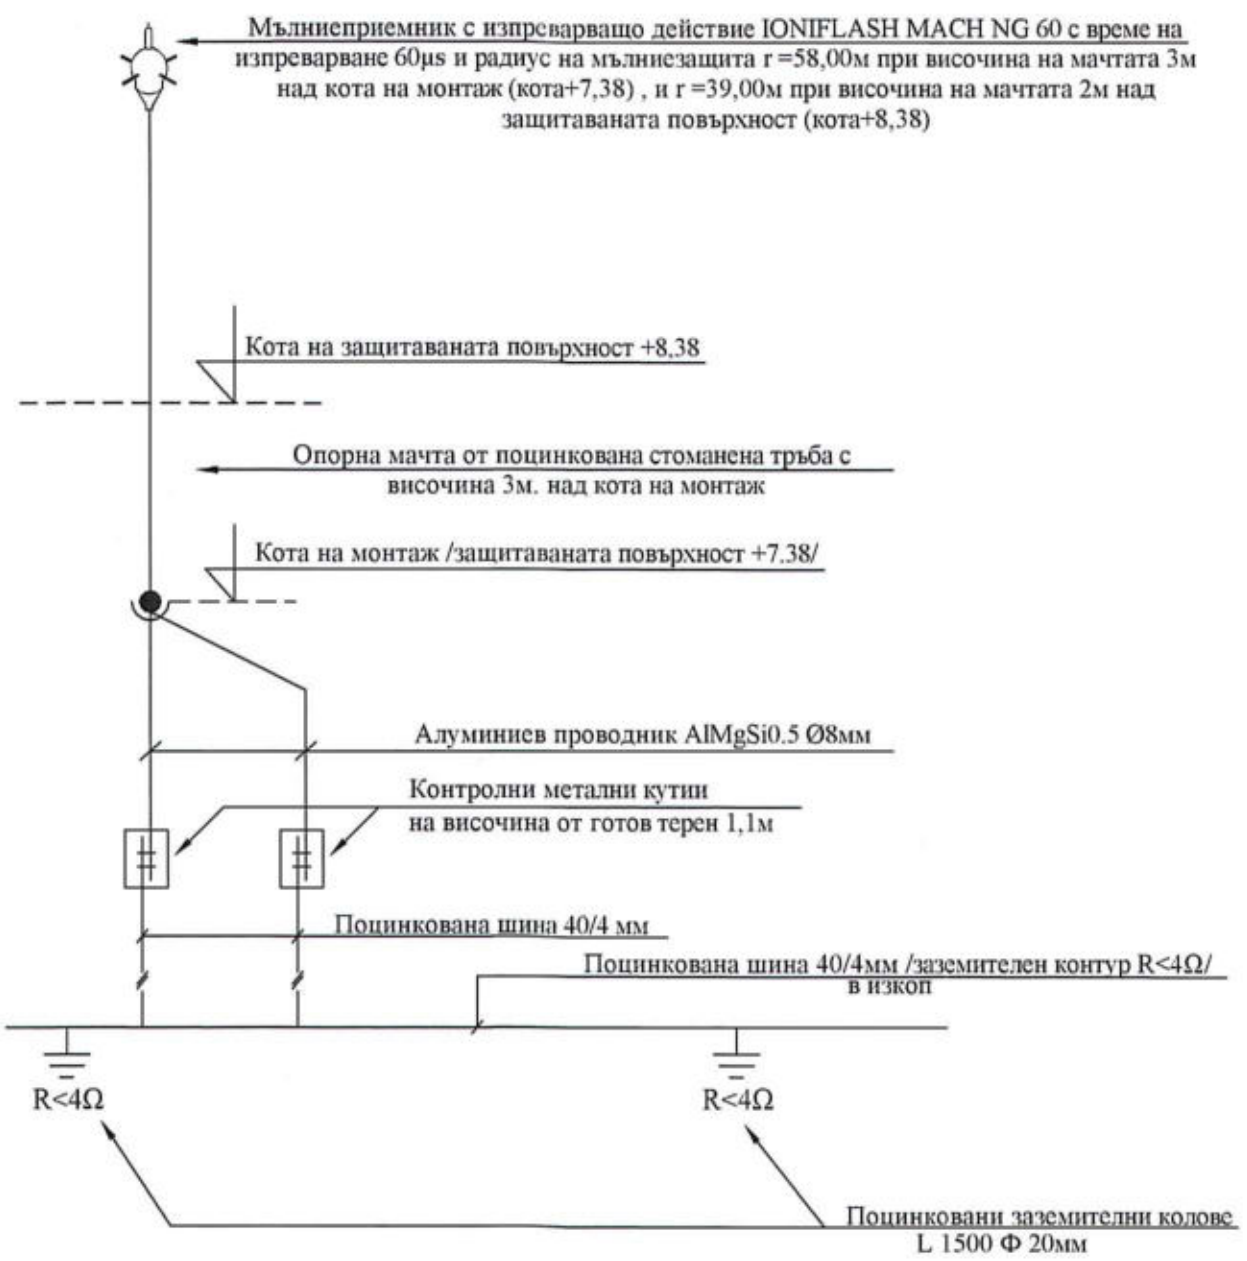 Мълниеприемник с изпреварващо действие IONIFLASH MACH NG 60 с време на
изпреварване 60µs и радиус на мълниезащита r =58,00м при височина на мачтата 3м
над кота на монтаж (кота+7,38) , и r =39,00м при височина на мачтата 2м над
защитаваната повърхност (кота+8,38)
Кота на защитаваната повърхност +8,38
Опорна мачта от поцинкована стоманена тръба с
височина 3м. над кота на монтаж
Кота на монтаж /защитаваната повърхност +7.38/
Алуминиев проводник AlMgSi0.5 Ø8мм
Контролни метални кутии
на височина от готов терен 1,1м
Поцинкована шина 40/4 мм
Поцинкована шина 40/4мм /заземителен контур R<4Ω/
в изкоп
R<4Ω
R<4Ω
Поцинковани заземителни колове
L 1500 Ф 20мм